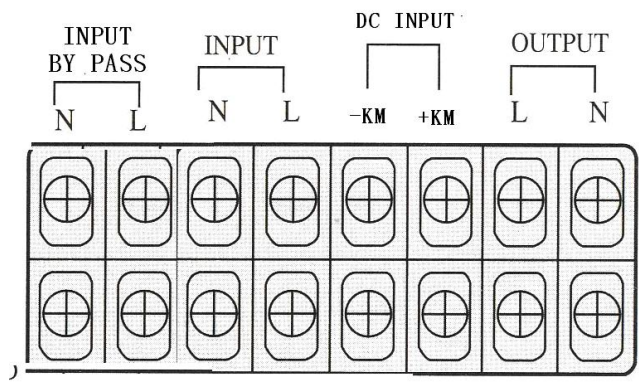 INPUT
BY PASS
INPUT
DC INPUT
OUTPUT
N L N L -KM +KM L N